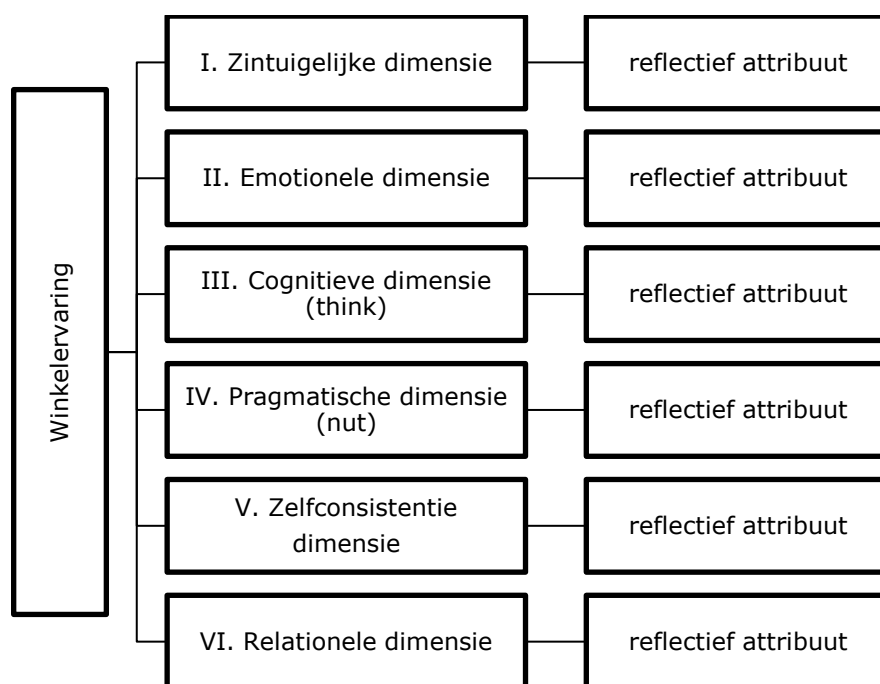 Winkelervaring
I. Zintuigelijke dimensie
reflectief attribuut
II. Emotionele dimensie
reflectief attribuut
III. Cognitieve dimensie
(think)
reflectief attribuut
IV. Pragmatische dimensie
(nut)
reflectief attribuut
V. Zelfconsistentie
dimensie
reflectief attribuut
VI. Relationele dimensie
reflectief attribuut